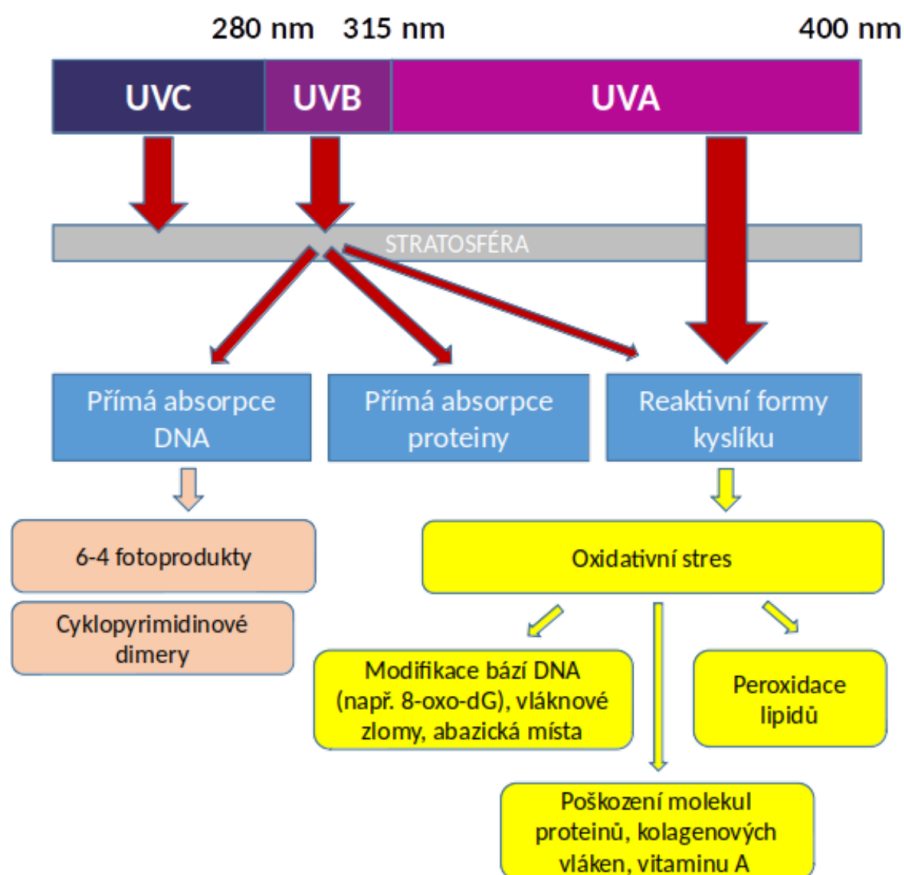 280 nm 315 nm 400 nm
UVC UVB UVA
STRATOSFÉRA
Přímá absorpce
DNA
Přímá absorpce
proteiny
Reaktivní formy
kyslíku
6-4 fotoprodukty
Oxidativní stres
Cyklopyrimidinové
dimery
Modifikace bází DNA
(např. 8-oxo-dG), vláknové
zlomy, abazická místa
Peroxidace
lipidů
Poškození molekul
proteinů, kolagenových
vláken, vitaminu A